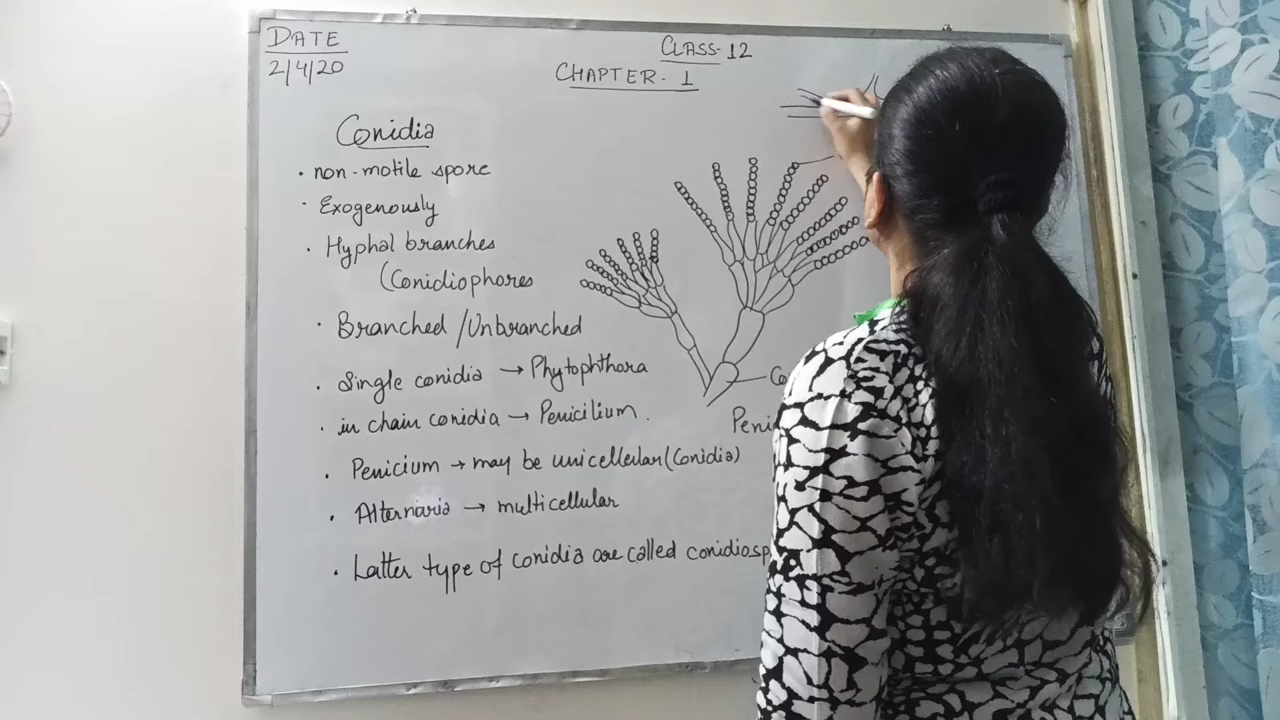 DATE
2/4/20
CLASS-12
CHAPTER-1
Conidia
· non-motile spore
· Exogenously
· Hyphal branches
(Conidiophores
· Branched /Unbranched
· Single conidia → Phytophthora
· in chain conidia → Penicilium.
· Penicium → may be unicellular (Conidia)
· Alternaria → multicellular
· Latter type of conidia are called